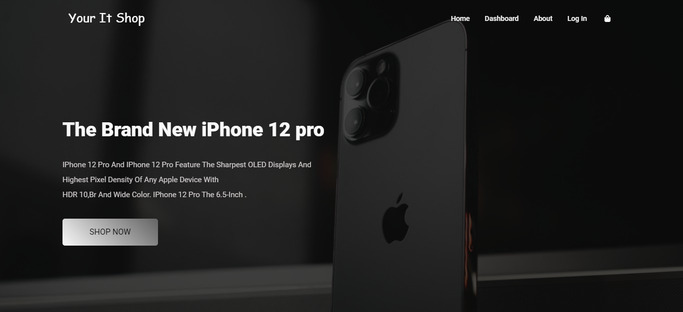 Your It Shop
Home Dashboard About Log In
The Brand New iPhone 12 pro
IPhone 12 Pro And IPhone 12 Pro Feature The Sharpest OLED Displays And
Highest Pixel Density Of Any Apple Device With
HDR 10,Br And Wide Color. IPhone 12 Pro The 6.5-Inch .
SHOP NOW